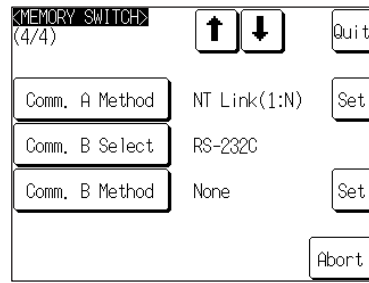 <MEMORY SWITCH>
(4/4)
Quit
Comm. A Method NT Link(1:N) Set
Comm. B Select RS-232C
Comm. B Method None Set
Abort